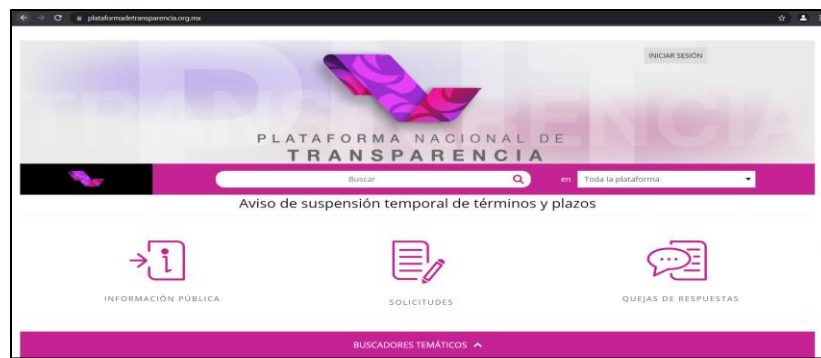 plataformadetransparencia.org.mx
INICIAR SESIÓN
PLATAFORMA NACIONAL DE
TRANSPARENCIA
Buscar
en
Toda la plataforma
Aviso de suspensión temporal de términos y plazos
INFORMACIÓN PÚBLICA
SOLICITUDES
QUEJAS DE RESPUESTAS
BUSCADORES TEMÁTICOS